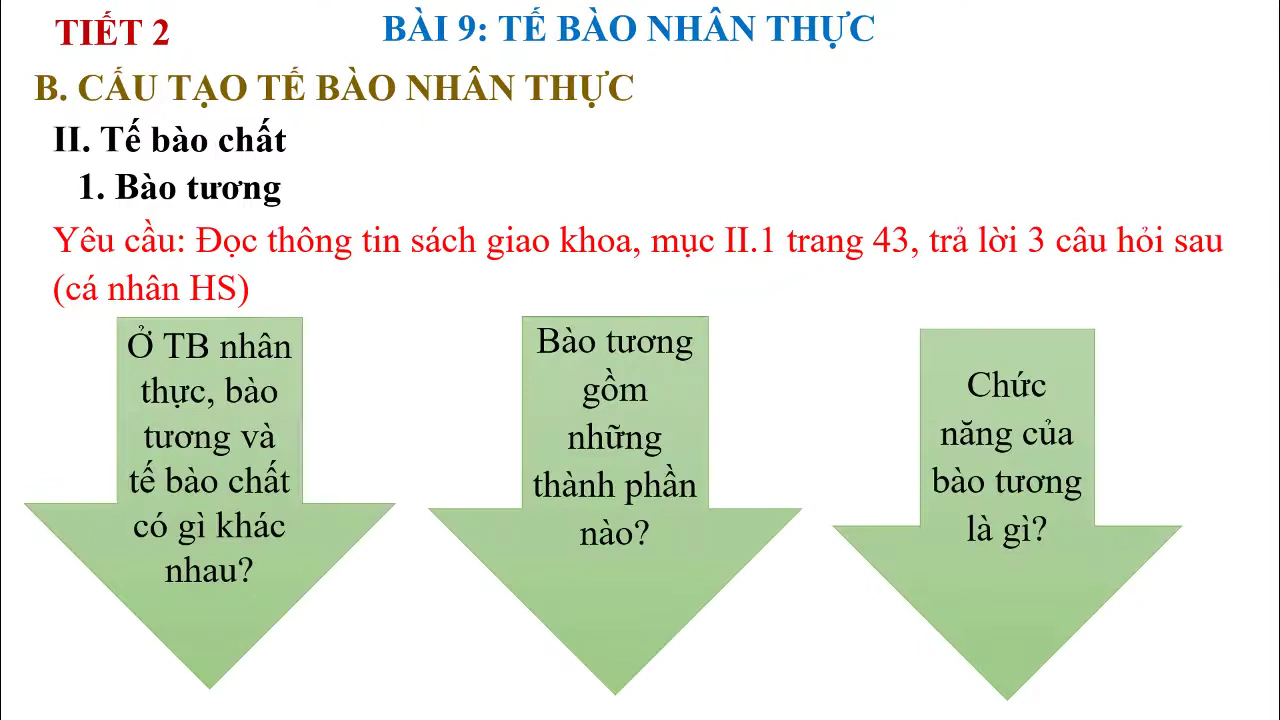 TIẾT 2
BÀI 9: TẾ BÀO NHÂN THỰC
B. CẤU TẠO TẾ BÀO NHÂN THỰC
II. Tế bào chất
1. Bào tương
Yêu cầu: Đọc thông tin sách giao khoa, mục II.1 trang 43, trả lời 3 câu hỏi sau
(cá nhân HS)
Ở TB nhân
thực, bào
tương và
tế bào chất
có gì khác
nhau?
Bào tương
gồm
những
thành phần
nào?
Chức
năng của
bào tương
là gì?